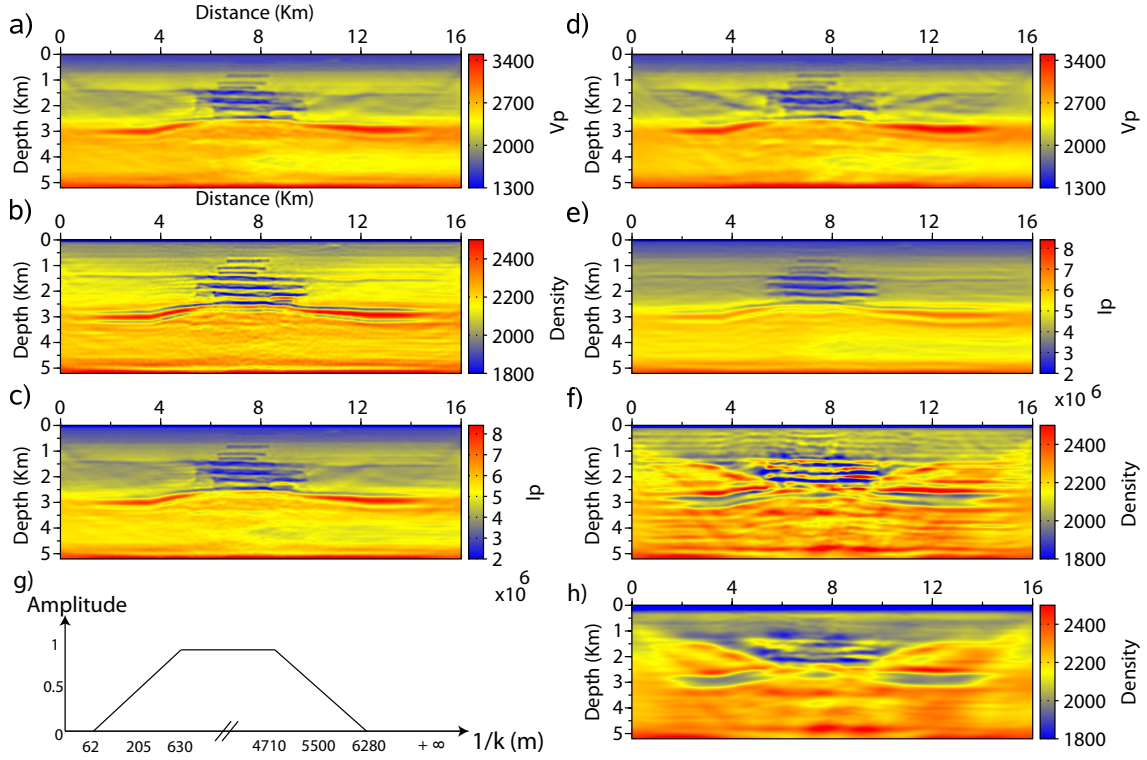 a)
Distance (Km)
0 4 8 12 16
0
1
2
3
4
5
Depth (Km)
3400
2700
2000
1300
Vp
b)
Distance (Km)
0 4 8 12 16
0
1
2
3
4
5
Depth (Km)
2400
2200
2000
1800
Density
c)
0 4 8 12 16
0
1
2
3
4
5
Depth (Km)
8
7
6
5
4
3
2
Ip
x10 6
g)
Amplitude
1
0.5
0
62 205 630 4710 5500 6280 + ∞
1/k (m)
d)
0 4 8 12 16
0
1
2
3
4
5
Depth (Km)
3400
2700
2000
1300
Vp
e)
0 4 8 12 16
0
1
2
3
4
5
Depth (Km)
8
7
6
5
4
3
2
Ip
x10 6
f)
0 4 8 12 16
0
1
2
3
4
5
Depth (Km)
2400
2200
2000
1800
Density
h)
0 4 8 12 16
0
1
2
3
4
5
Depth (Km)
2400
2200
2000
1800
Density